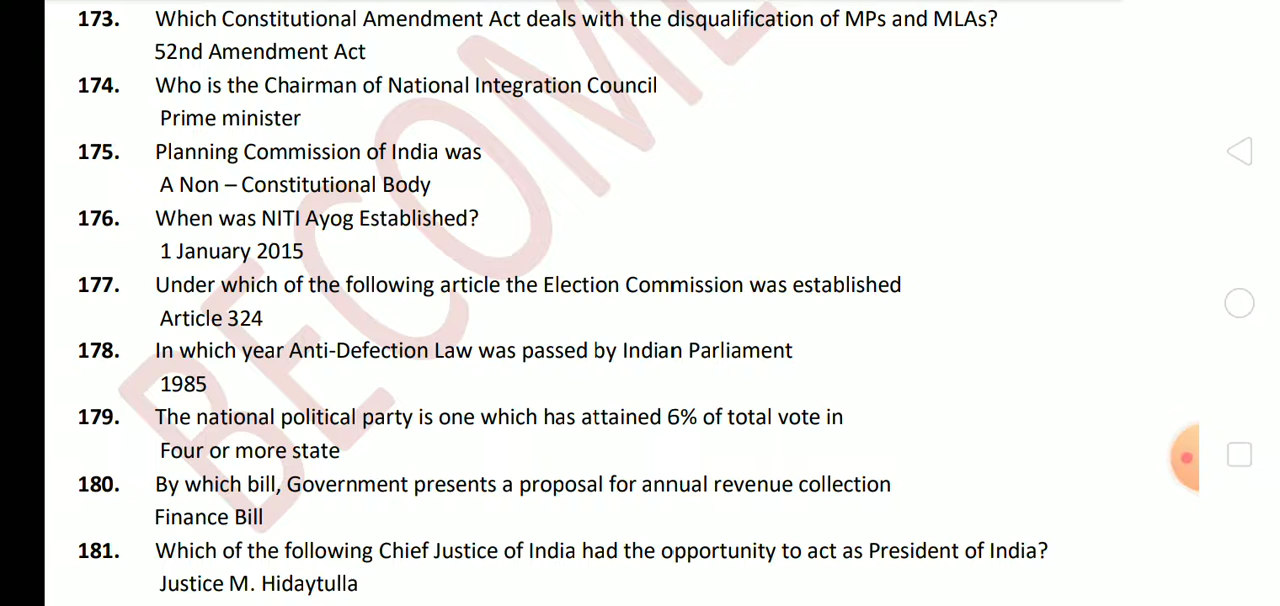 173. Which Constitutional Amendment Act deals with the disqualification of MPs and MLAs?
52nd Amendment Act
174. Who is the Chairman of National Integration Council
Prime minister
175. Planning Commission of India was
A Non – Constitutional Body
176. When was NITI Ayog Established?
1 January 2015
177. Under which of the following article the Election Commission was established
Article 324
178. In which year Anti-Defection Law was passed by Indian Parliament
1985
179. The national political party is one which has attained 6% of total vote in
Four or more state
180. By which bill, Government presents a proposal for annual revenue collection
Finance Bill
181. Which of the following Chief Justice of India had the opportunity to act as President of India?
Justice M. Hidaytulla
BECOME